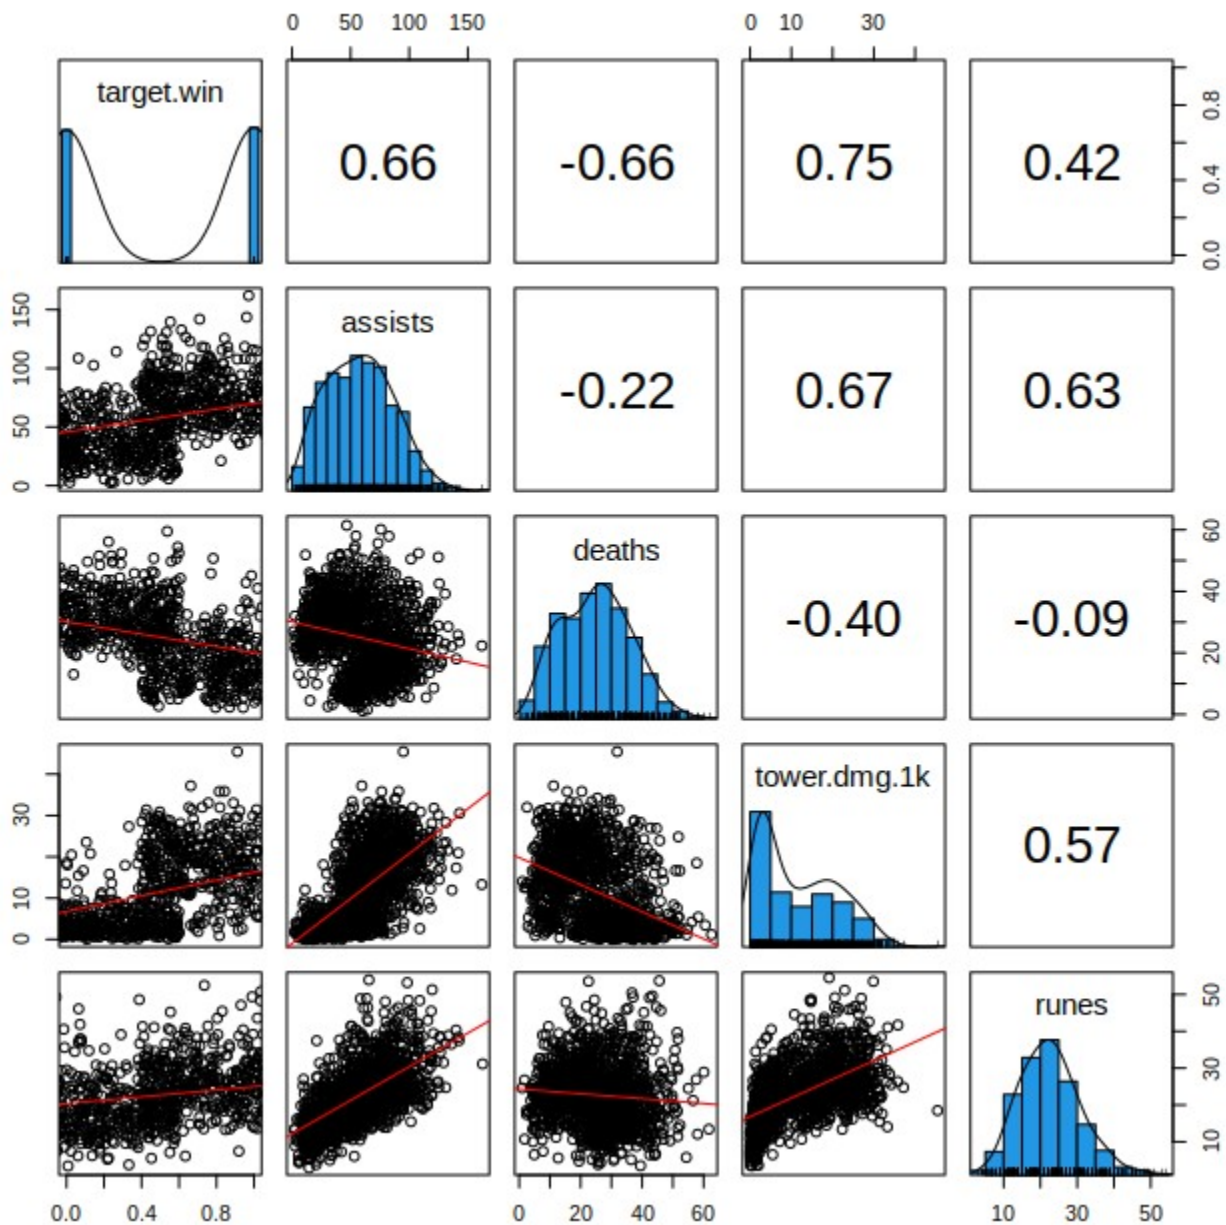 0 50 100 150 0 10 30
target.win 0.66 -0.66 0.75 0.42 0.0 0.4 0.8
0 50 100 150 assists -0.22 0.67 0.63
deaths -0.40 -0.09 0 20 40 60
0 10 30 tower.dmg.1k 0.57
runes 10 30 50
0.0 0.4 0.8 0 20 40 60 10 30 50